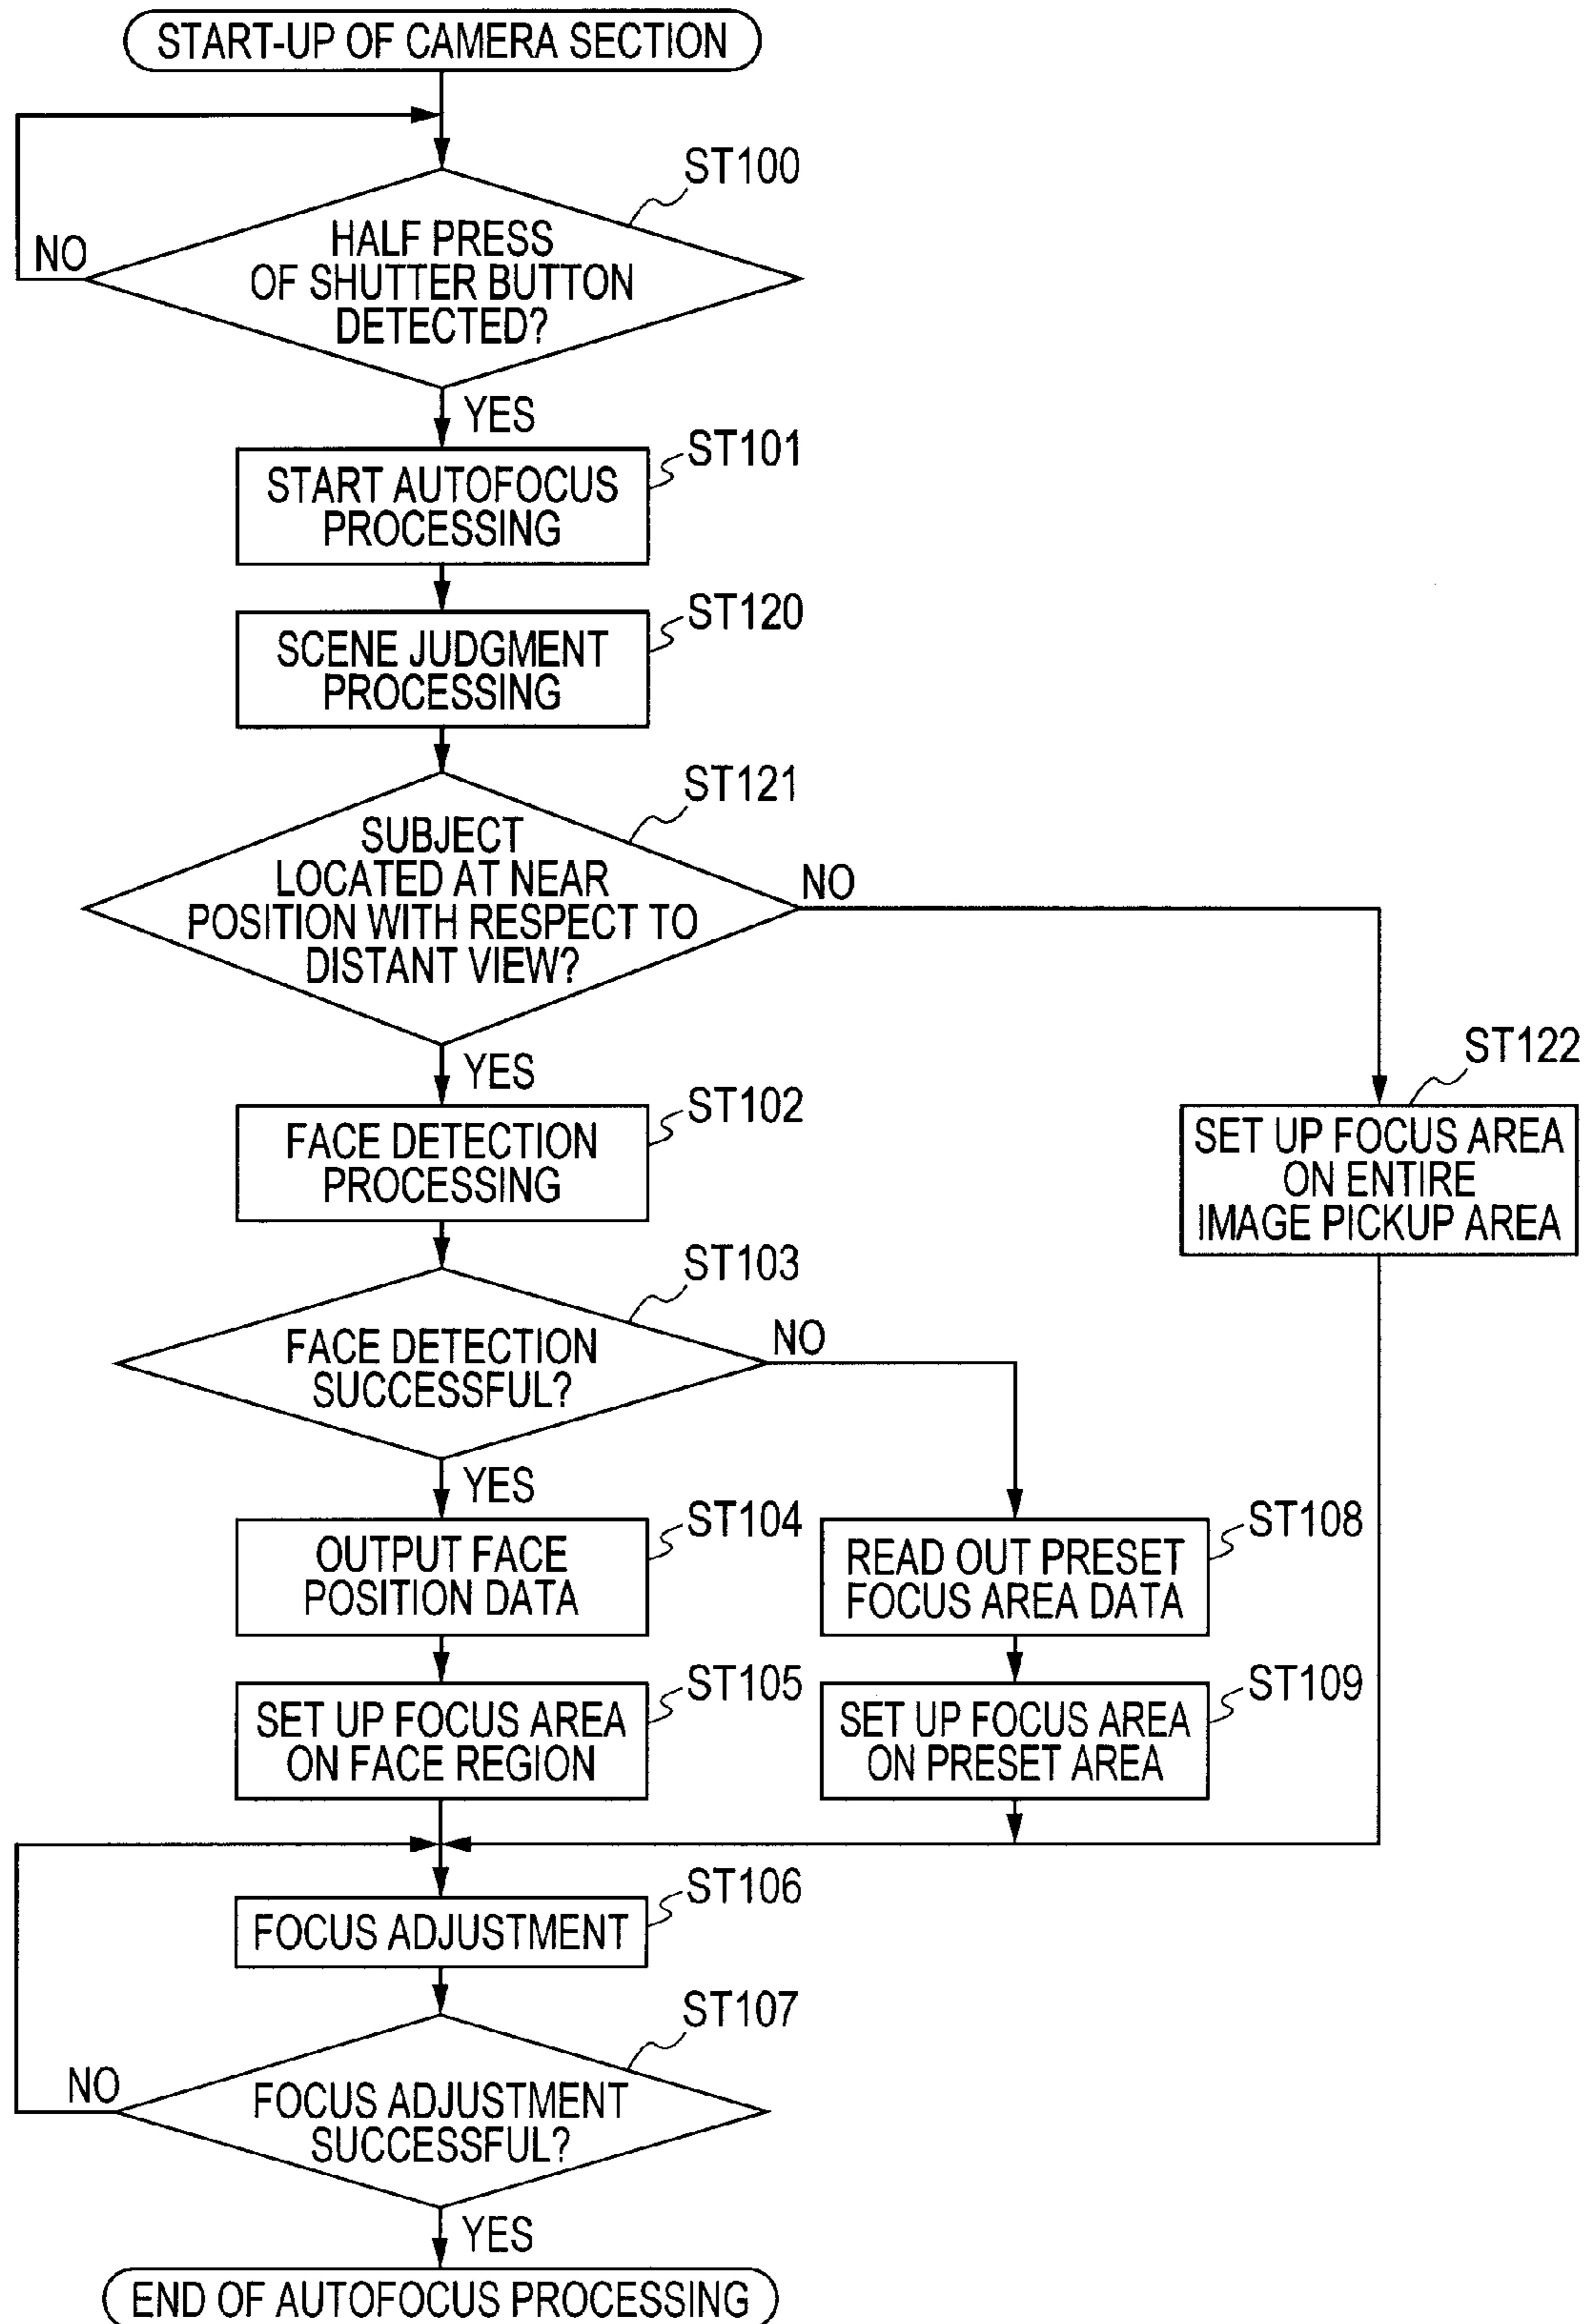 START-UP OF CAMERA SECTION
ST100
NO
HALF PRESS
OF SHUTTER BUTTON
DETECTED?
YES
ST101
START AUTOFOCUS
PROCESSING
ST120
SCENE JUDGMENT
PROCESSING
ST121
SUBJECT
LOCATED AT NEAR
POSITION WITH RESPECT TO
DISTANT VIEW?
NO
YES
ST122
SET UP FOCUS AREA
ON ENTIRE
IMAGE PICKUP AREA
ST102
FACE DETECTION
PROCESSING
ST103
FACE DETECTION
SUCCESSFUL?
NO
YES
ST104
OUTPUT FACE
POSITION DATA
ST108
READ OUT PRESET
FOCUS AREA DATA
ST105
SET UP FOCUS AREA
ON FACE REGION
ST109
SET UP FOCUS AREA
ON PRESET AREA
ST106
FOCUS ADJUSTMENT
ST107
NO
FOCUS ADJUSTMENT
SUCCESSFUL?
YES
END OF AUTOFOCUS PROCESSING